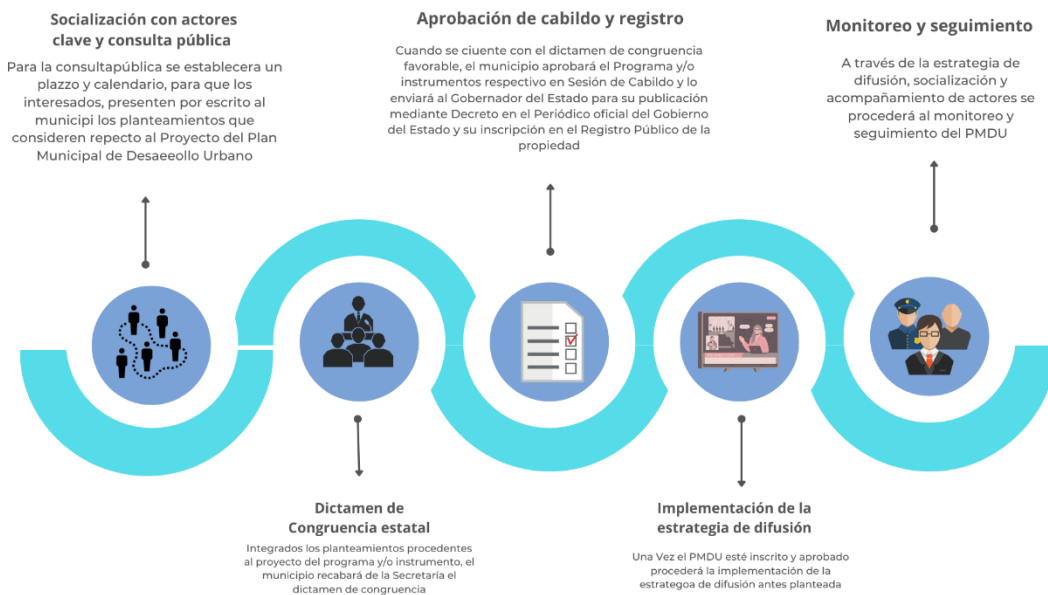 Socialización con actores
clave y consulta pública
Para la consultapública se establecera un
plazzo y calendario, para que los
interesados, presenten por escrito al
municipi los planteamientos que
consideren repecto al Proyecto del Plan
Municipal de Desaeeollo Urbano
Dictamen de
Congruencia estatal
Integrados los planteamientos procedentes
al proyecto del programa y/o instrumento, el
municipio recabará de la Secretaría el
dictamen de congruencia
Aprobación de cabildo y registro
Cuando se ciuente con el dictamen de congruencia
favorable, el municipio aprobará el Programa y/o
instrumentos respectivo en Sesión de Cabildo y lo
enviará al Gobernador del Estado para su publicación
mediante Decreto en el Periódico oficial del Gobierno
del Estado y su inscripción en el Registro Público de la
propiedad
Implementación de la
estrategia de difusión
Una Vez el PMDU esté inscrito y aprobado
procederá la implementación de la
estrategoa de difusión antes planteada
Monitoreo y seguimiento
A través de la estrategia de
difusión, socialización y
acompañamiento de actores se
procederá al monitoreo y
seguimiento del PMDU